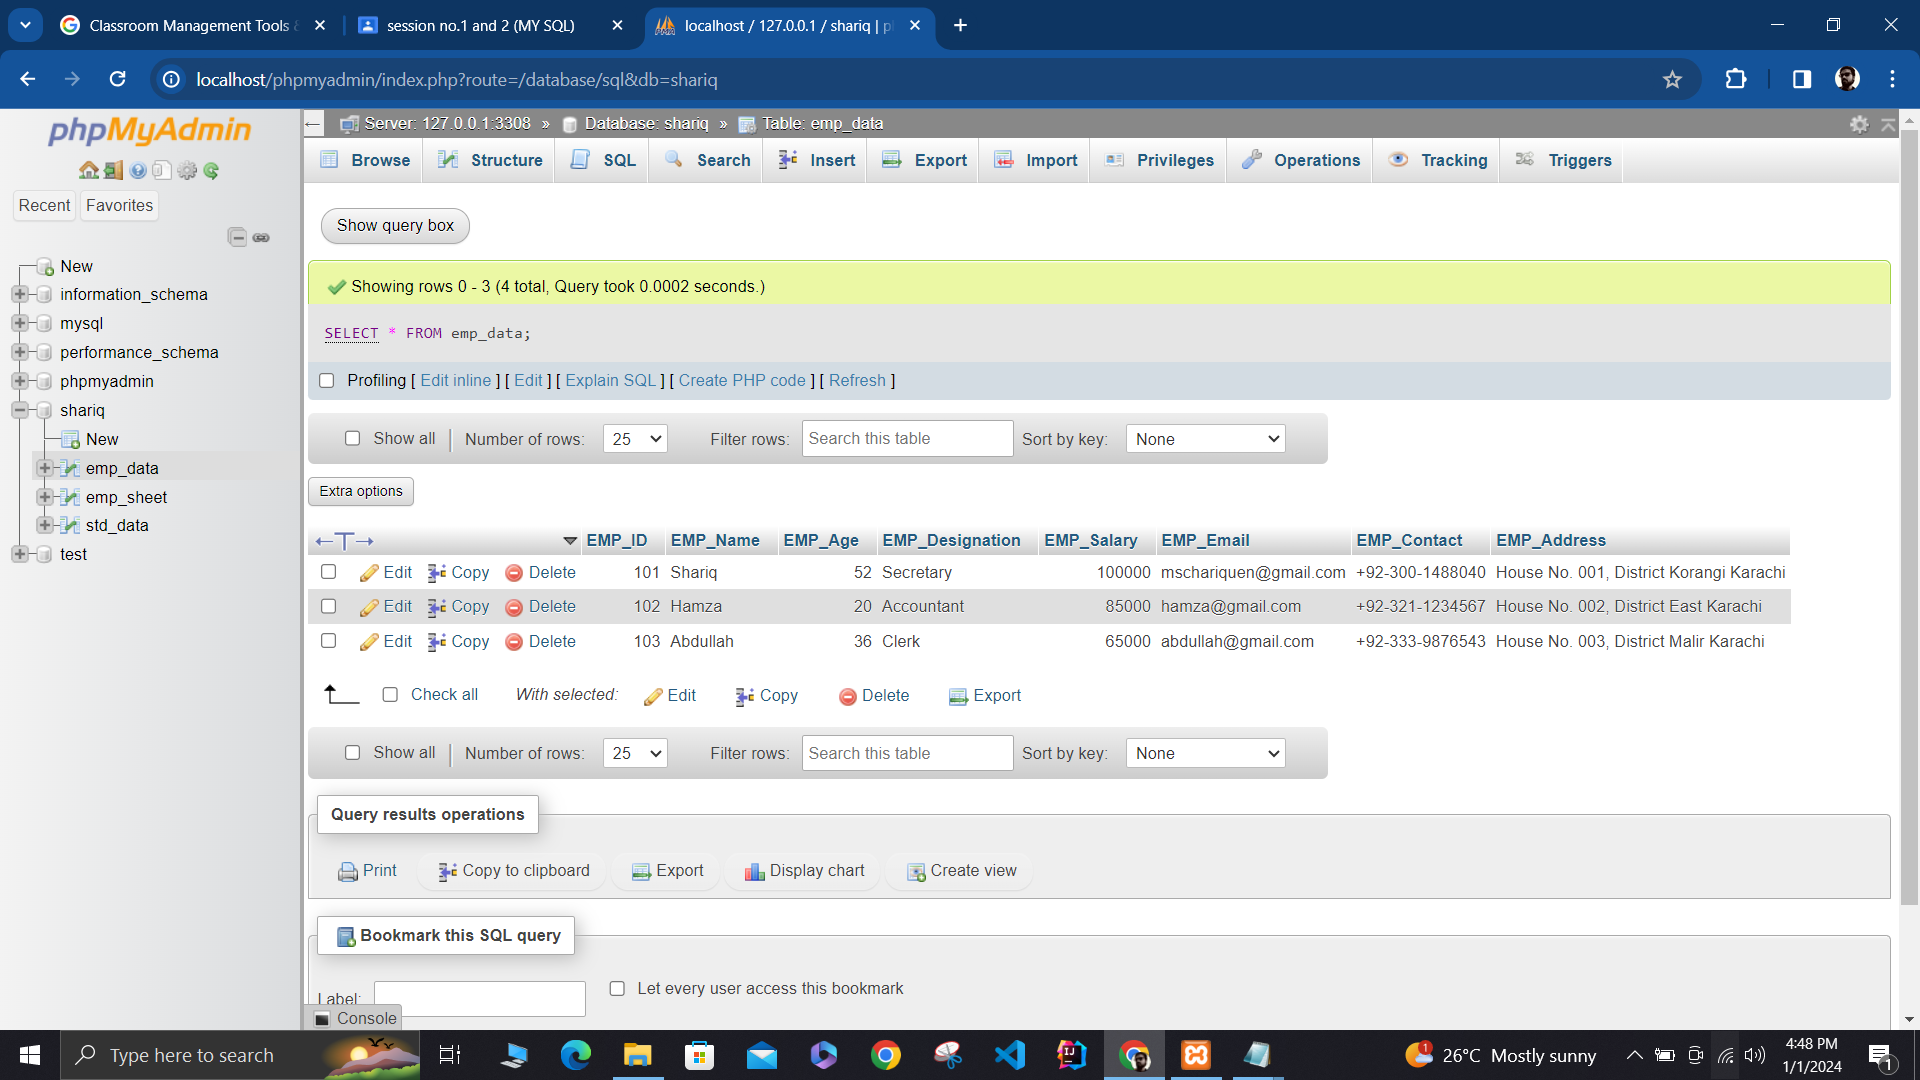 Classroom Management Tools &
session no.1 and 2 (MY SQL)
localhost / 127.0.0.1 / shariq | p
localhost/phpmyadmin/index.php?route=/database/sql&db=shariq
phpMyAdmin
Recent Favorites
New
information_schema
mysql
performance_schema
phpmyadmin
shariq
New
emp_data
emp_sheet
std_data
test
Server: 127.0.0.1:3308 » Database: shariq » Table: emp_data
Browse Structure SQL Search Insert Export Import Privileges Operations Tracking Triggers
Show query box
Showing rows 0 - 3 (4 total, Query took 0.0002 seconds.)
SELECT * FROM emp_data;
Profiling [ Edit inline ] [ Edit ] [ Explain SQL ] [ Create PHP code ] [ Refresh ]
Show all Number of rows: 25 Filter rows: Search this table Sort by key: None
Extra options
EMP_ID EMP_Name EMP_Age EMP_Designation EMP_Salary EMP_Email EMP_Contact EMP_Address
Edit Copy Delete 101 Shariq 52 Secretary 100000 mschariquen@gmail.com +92-300-1488040 House No. 001, District Korangi Karachi
Edit Copy Delete 102 Hamza 20 Accountant 85000 hamza@gmail.com +92-321-1234567 House No. 002, District East Karachi
Edit Copy Delete 103 Abdullah 36 Clerk 65000 abdullah@gmail.com +92-333-9876543 House No. 003, District Malir Karachi
Check all With selected: Edit Copy Delete Export
Show all Number of rows: 25 Filter rows: Search this table Sort by key: None
Query results operations
Print Copy to clipboard Export Display chart Create view
Bookmark this SQL query
Label: Let every user access this bookmark
Console
Type here to search
1 26°C Mostly sunny
4:48 PM
1/1/2024
1